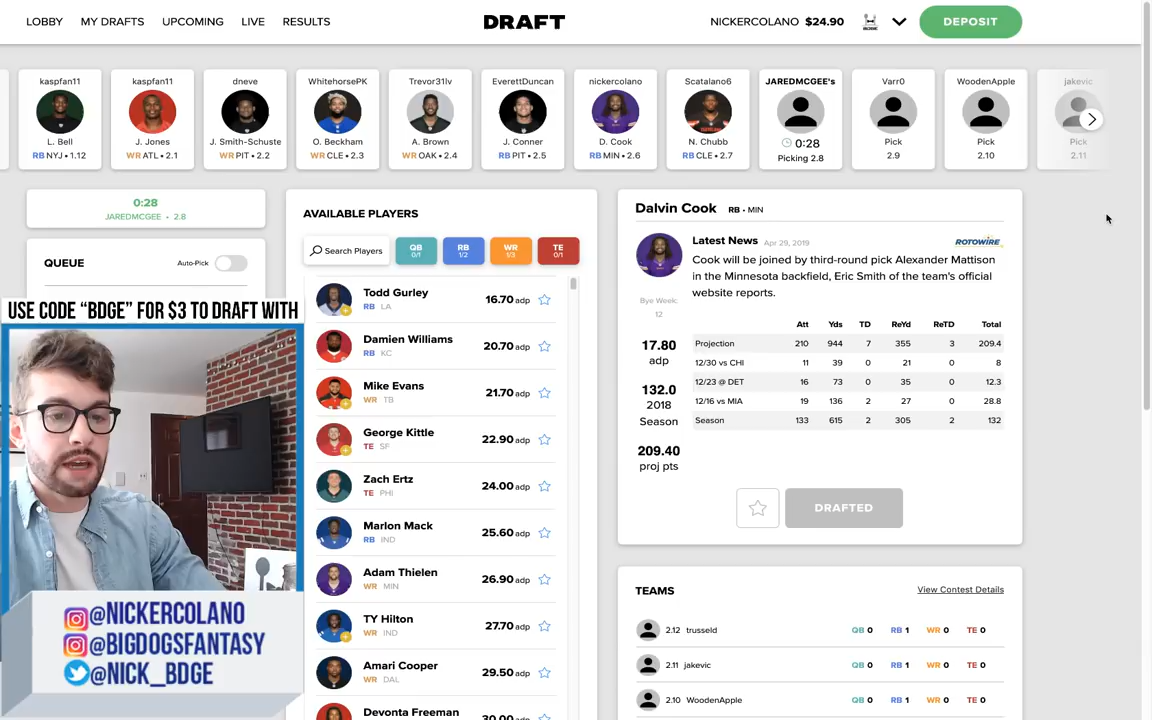 LOBBY MY DRAFTS UPCOMING LIVE RESULTS DRAFT NICKERCOLANO $24.90 DEPOSIT
kaspfan11 kaspfan11 dneve WhitehorsePK Trevor31lv EverettDuncan nickercolano Scatalano6 JAREDMCGEE's Varr0 WoodenApple jakevic
L. Bell J. Jones J. Smith-Schuste O. Beckham A. Brown J. Conner D. Cook N. Chubb 0:28 Pick Pick Pick
RB NYJ • 1.12 WR ATL • 2.1 WR PIT • 2.2 WR CLE • 2.3 WR OAK • 2.4 RB PIT • 2.5 RB MIN • 2.6 RB CLE • 2.7 Picking 2.8 2.9 2.10 2.11
0:28
JAREDMCGEE • 2.8
QUEUE Auto-Pick
USE CODE “BDGE” FOR $3 TO DRAFT WITH
@NICKERCOLANO
@BIGDOGSFANTASY
@NICK_BDGE
AVAILABLE PLAYERS
Search Players QB 0/1 RB 1/2 WR 1/3 TE 0/1
Todd Gurley 16.70 adp
RB LA
Damien Williams 20.70 adp
RB KC
Mike Evans 21.70 adp
WR TB
George Kittle 22.90 adp
TE SF
Zach Ertz 24.00 adp
TE PHI
Marlon Mack 25.60 adp
RB IND
Adam Thielen 26.90 adp
WR MIN
TY Hilton 27.70 adp
WR IND
Amari Cooper 29.50 adp
WR DAL
Devonta Freeman 30.00 adp
Dalvin Cook RB • MIN
Latest News Apr 29, 2019 ROTOWIRE
Cook will be joined by third-round pick Alexander Mattison
in the Minnesota backfield, Eric Smith of the team's official
website reports.
Bye Week:
12
17.80
adp
132.0
2018
Season
209.40
proj pts
Att Yds TD ReYd ReTD Total
Projection 210 944 7 355 3 209.4
12/30 vs CHI 11 39 0 21 0 8
12/23 @ DET 16 73 0 35 0 12.3
12/16 vs MIA 19 136 2 27 0 28.8
Season 133 615 2 305 2 132
DRAFTED
TEAMS View Contest Details
2.12 trusseld QB 0 RB 1 WR 0 TE 0
2.11 jakevic QB 0 RB 1 WR 0 TE 0
2.10 WoodenApple QB 0 RB 1 WR 0 TE 0